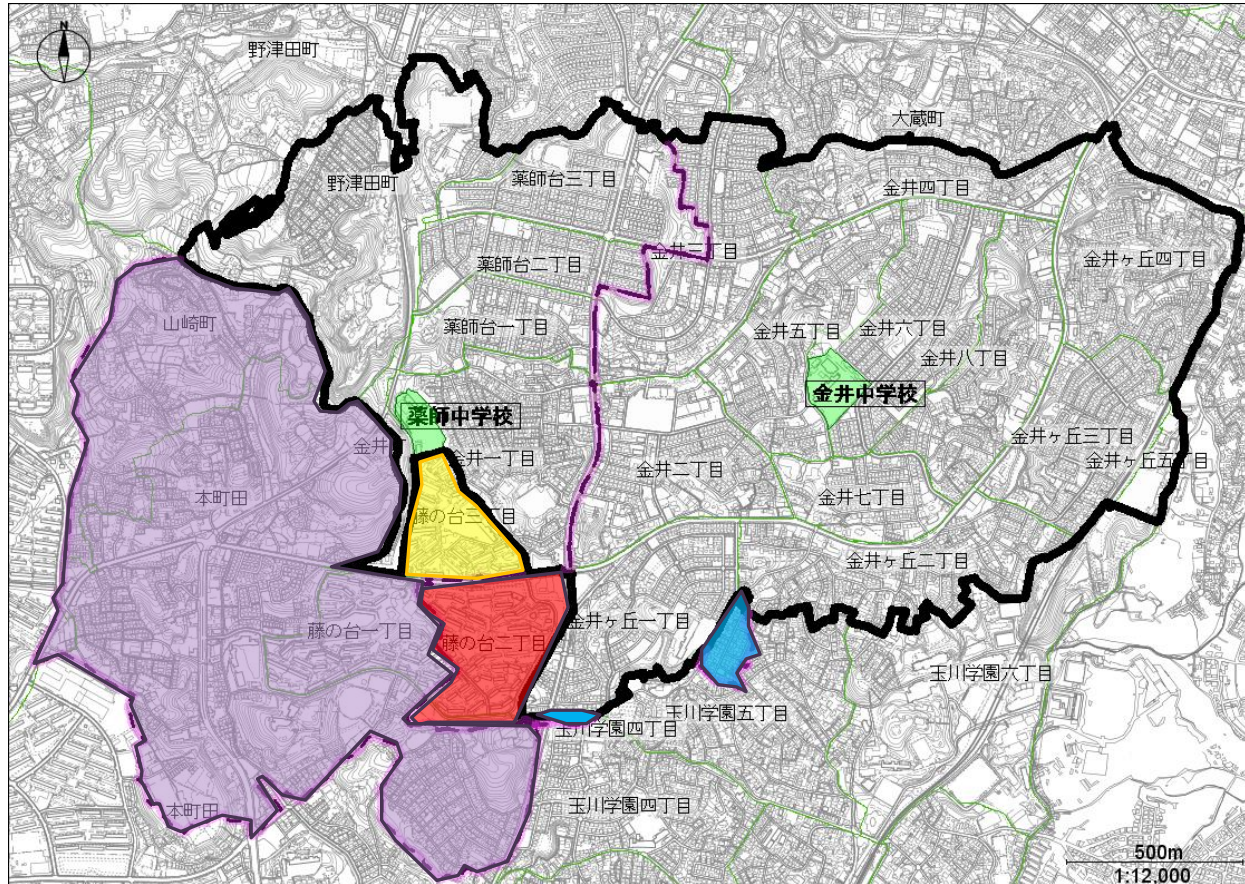 N
野津田町
大蔵町
野津田町
薬師台三丁目
金井四丁目
金井三丁目
金井ヶ丘四丁目
薬師台二丁目
山崎町
薬師台一丁目
金井五丁目
金井六丁目
金井八丁目
金井中学校
薬師中学校
金井
金井一丁目
金井二丁目
金井ヶ丘三丁目
金井ヶ丘五丁目
本町田
金井七丁目
藤の台三丁目
金井ヶ丘二丁目
藤の台一丁目
藤の台二丁目
金井ヶ丘一丁目
玉川学園六丁目
玉川学園五丁目
玉川学園四丁目
本町田
玉川学園四丁目
500m
1:12,000